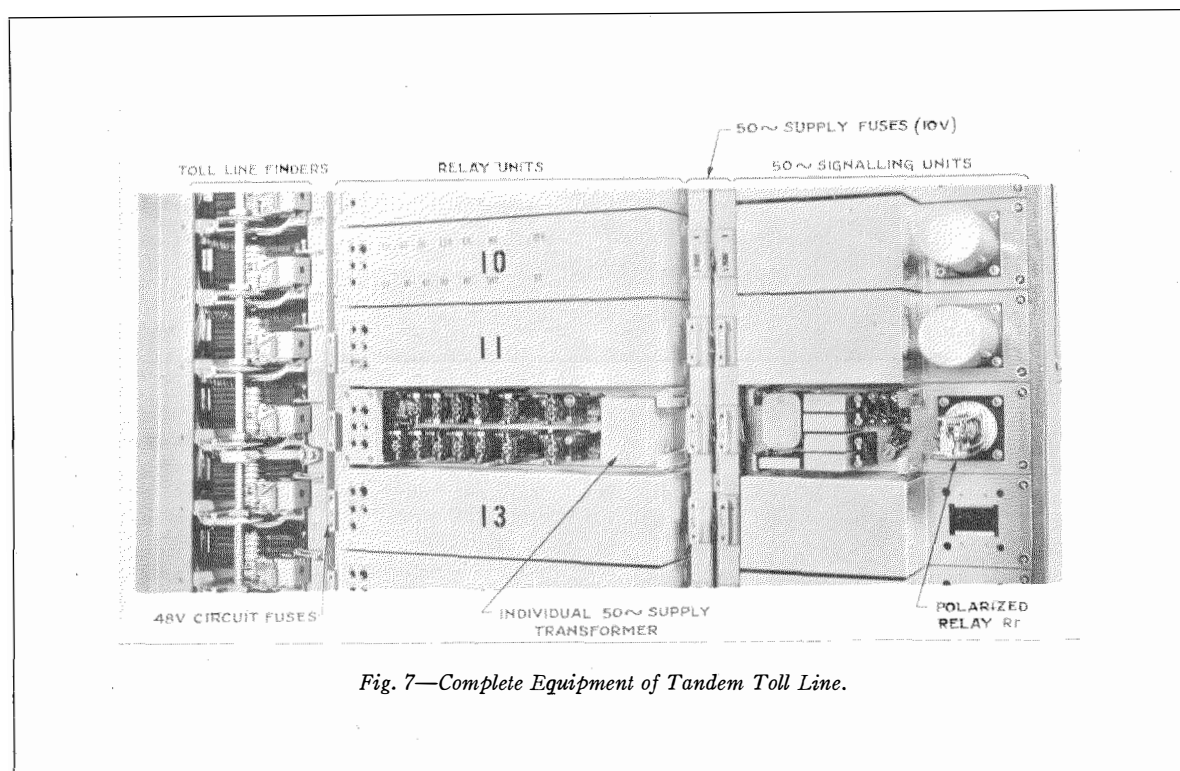 50~ SUPPLY FUSES (10V)
TOLL LINE FINDERS
RELAY UNITS
50~ SIGNALLING UNITS
10
11
13
48V CIRCUIT FUSES
INDIVIDUAL 50~ SUPPLY
TRANSFORMER
POLARIZED
RELAY Rr
Fig. 7—Complete Equipment of Tandem Toll Line.